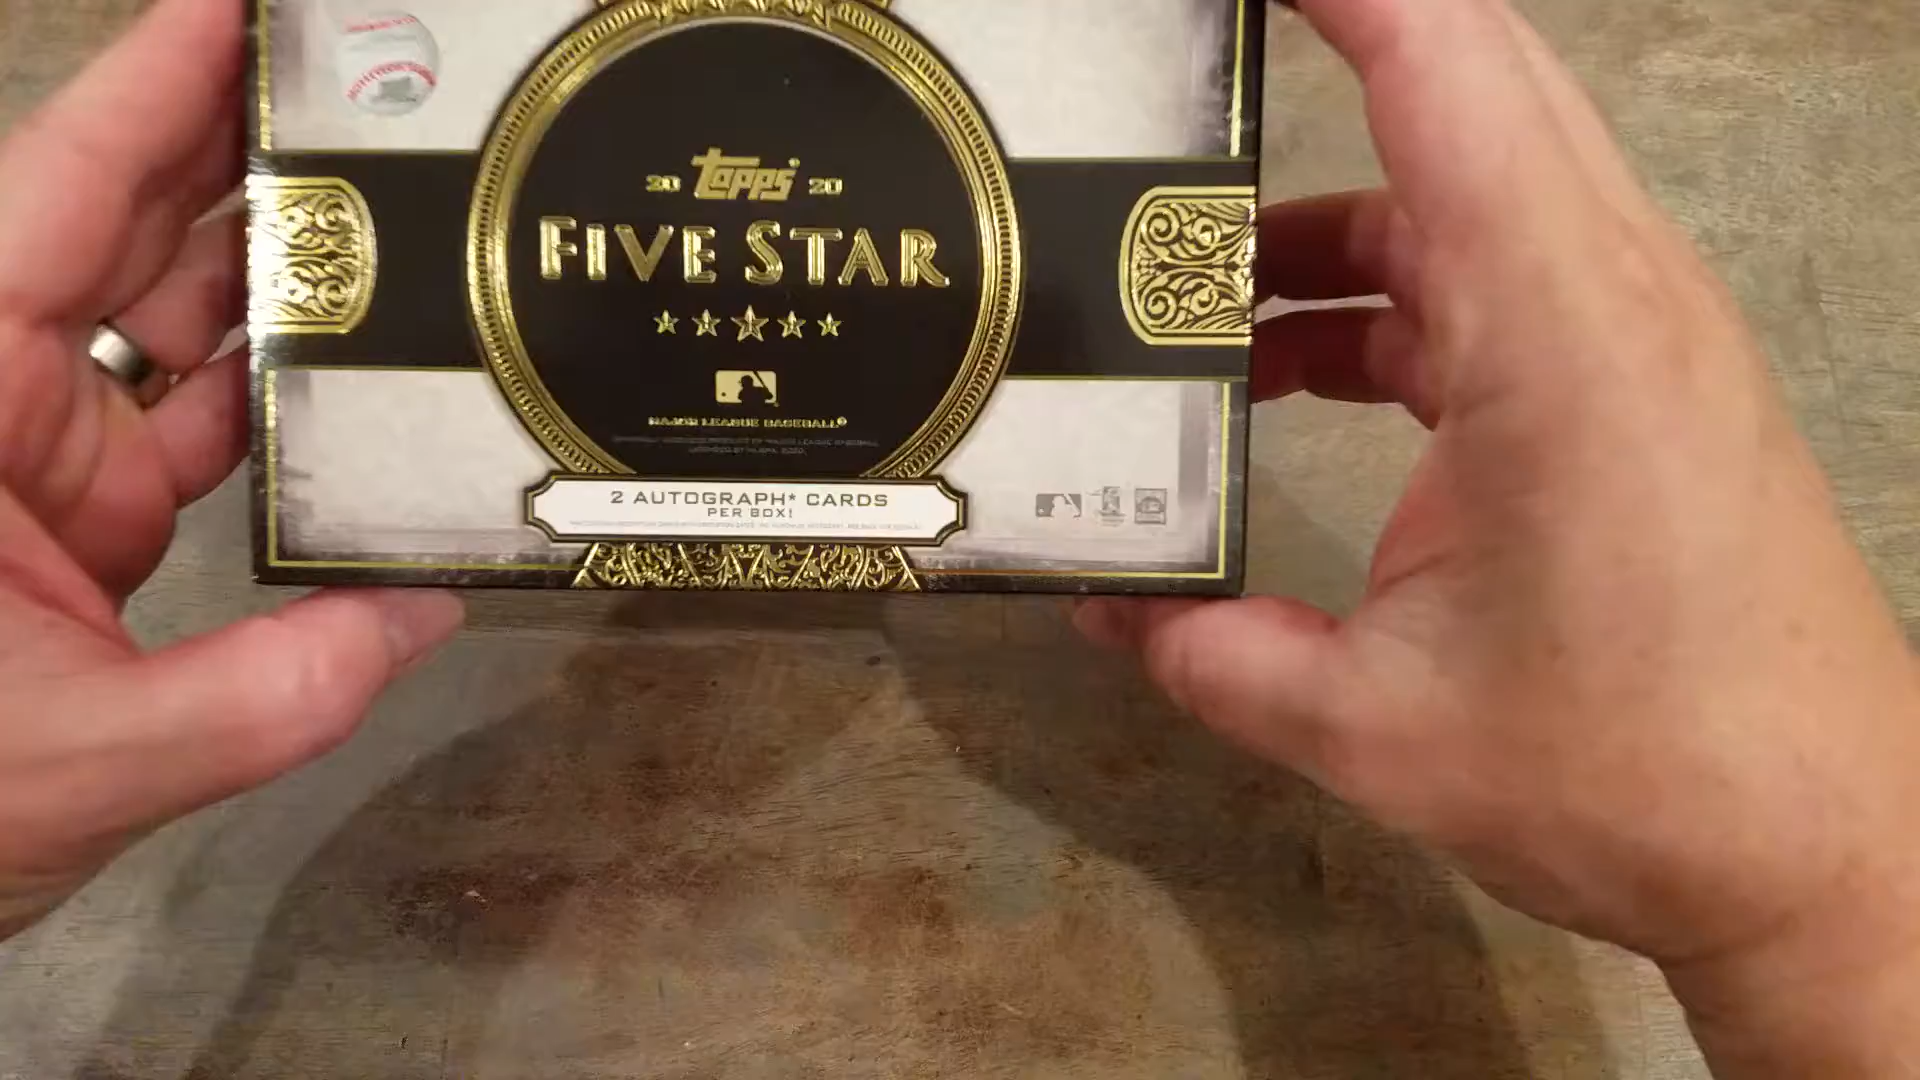 20 topps 20
FIVE STAR
MAJOR LEAGUE BASEBALL®
2 AUTOGRAPH* CARDS
PER BOX!